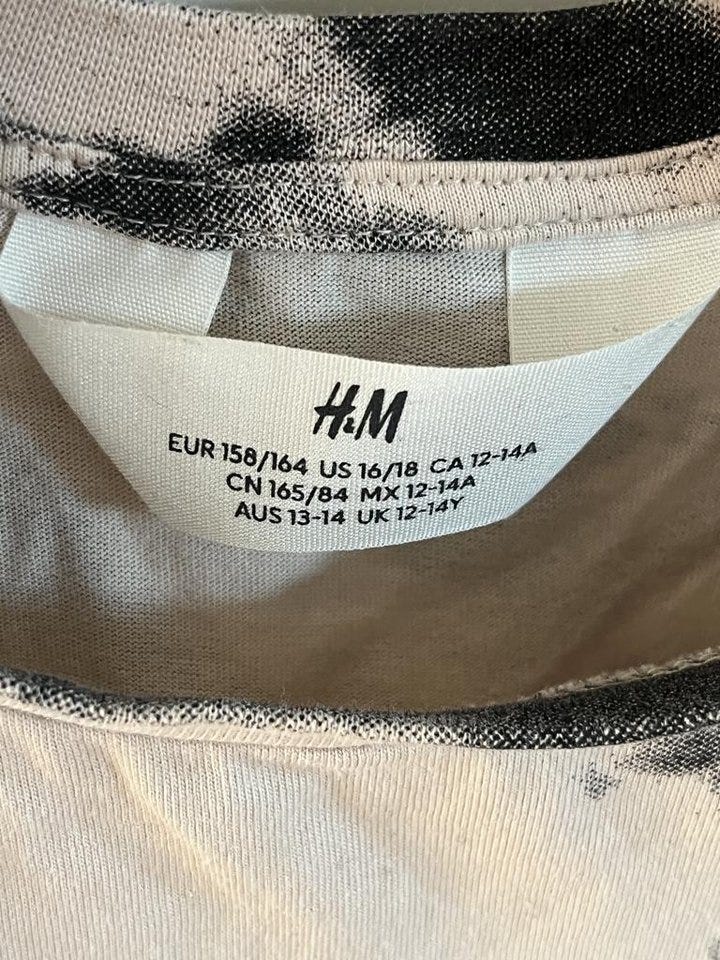 H&M
EUR 158/164 US 16/18 CA 12-14A
CN 165/84 MX 12-14A
AUS 13-14 UK 12-14Y